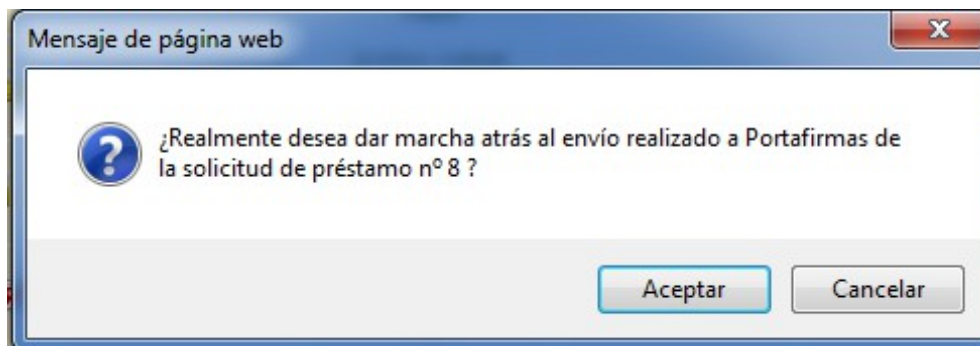 Mensaje de página web
¿Realmente desea dar marcha atrás al envío realizado a Portafirmas de
la solicitud de préstamo nº 8 ?
Aceptar
Cancelar